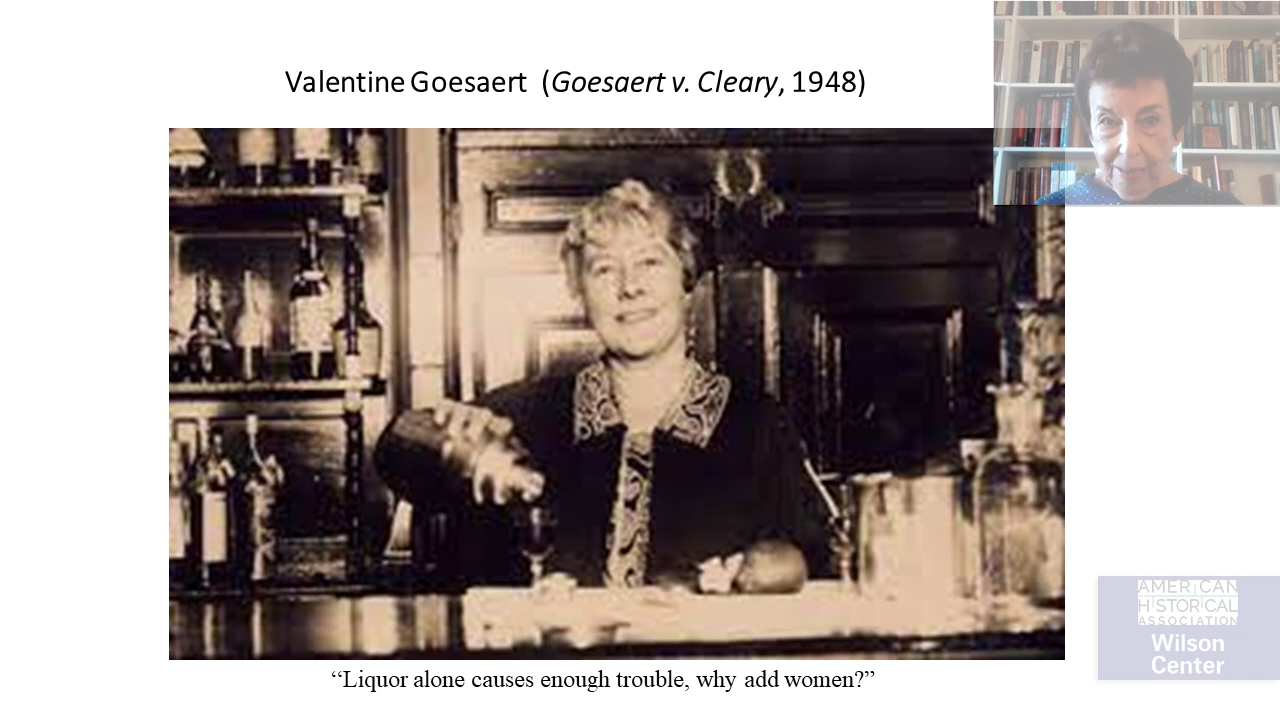 Valentine Goesaert (Goesaert v. Cleary, 1948)
“Liquor alone causes enough trouble, why add women?”
AMERICAN
HISTORICAL
ASSOCIATION
Wilson
Center